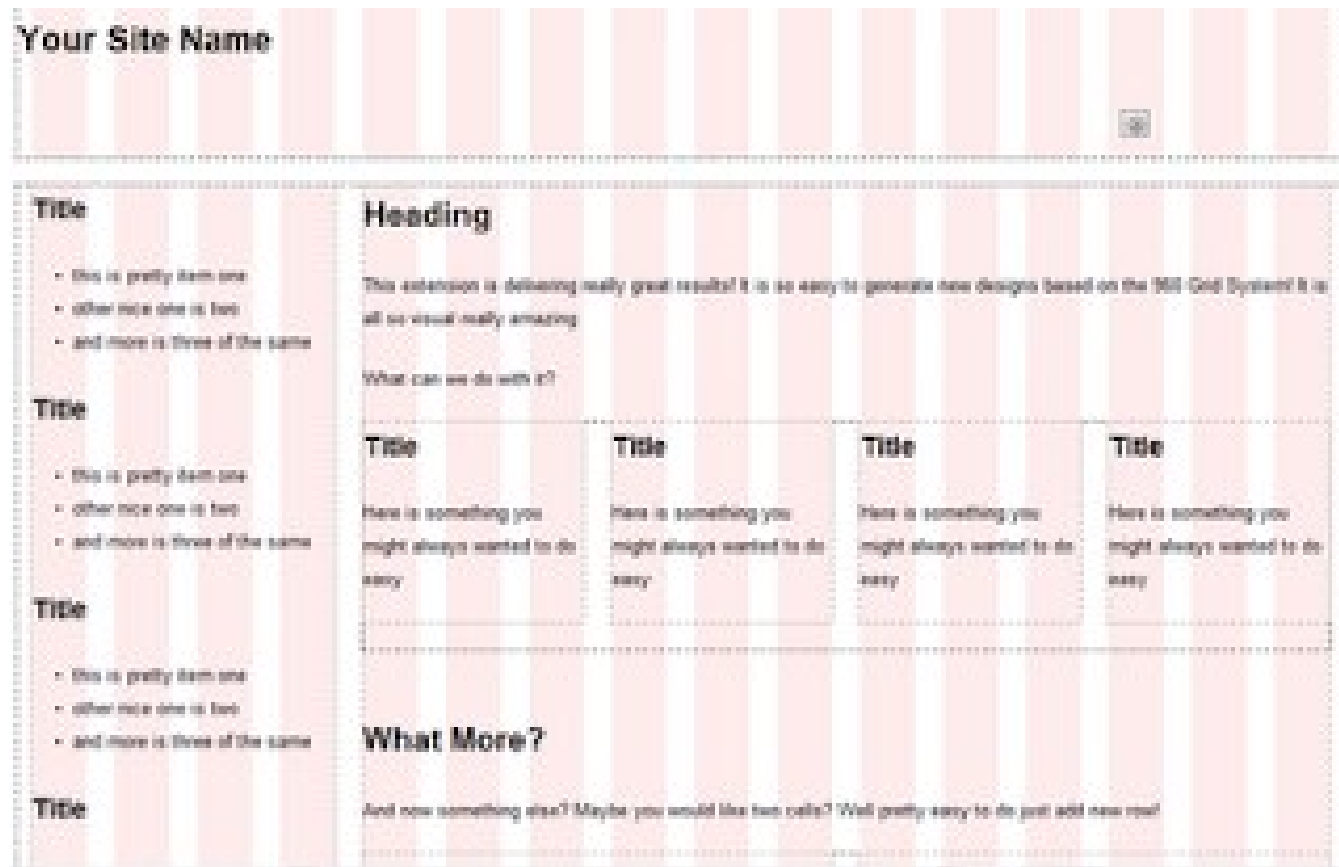 Your Site Name
Title
• this is pretty item one
• other nice one is two
• and more is three of the same
Title
• this is pretty item one
• other nice one is two
• and more is three of the same
Title
• this is pretty item one
• other nice one is two
• and more is three of the same
Title
Heading
This extension is delivering really great results! It is so easy to generate new designs based on the 960 Grid System! It is
all so visual really amazing
What can we do with it?
Title
Here is something you
might always wanted to do
easy
Title
Here is something you
might always wanted to do
easy
Title
Here is something you
might always wanted to do
easy
Title
Here is something you
might always wanted to do
easy
What More?
And now something else? Maybe you would like two cells? Well pretty easy to do just add new row!